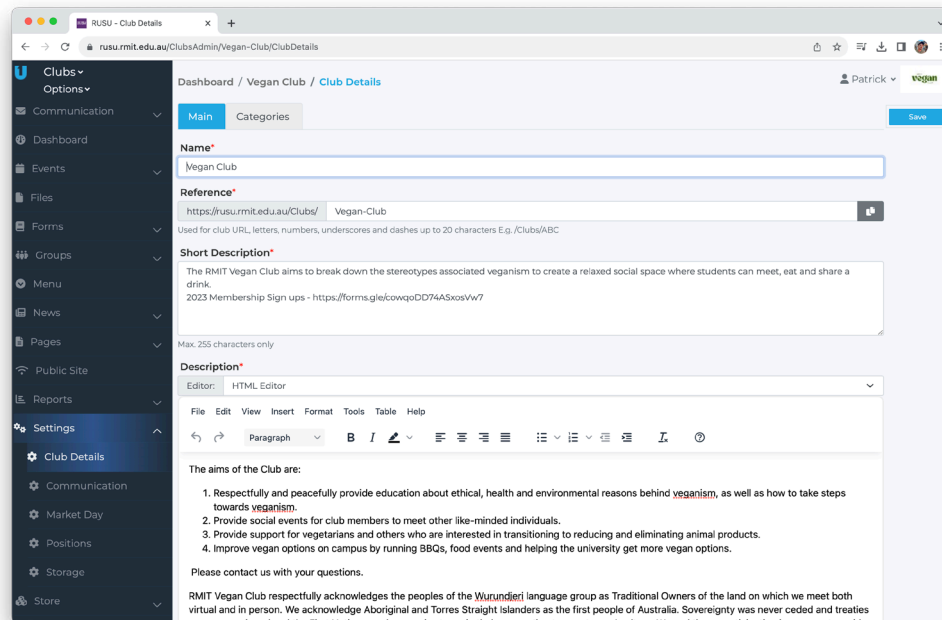 RUSU - Club Details
rusu.rmit.edu.au/ClubsAdmin/Vegan-Club/ClubDetails
Clubs
Options
Communication
Dashboard
Events
Files
Forms
Groups
Menu
News
Pages
Public Site
Reports
Settings
Club Details
Communication
Market Day
Positions
Storage
Store
Dashboard / Vegan Club / Club Details
Patrick
vegan
Main
Categories
Save
Name*
Vegan Club
Reference*
https://rusu.rmit.edu.au/Clubs/
Vegan-Club
Used for club URL, letters, numbers, underscores and dashes up to 20 characters E.g. /Clubs/ABC
Short Description*
The RMIT Vegan Club aims to break down the stereotypes associated veganism to create a relaxed social space where students can meet, eat and share a
drink.
2023 Membership Sign ups - https://forms.gle/cowqoDD74ASxosVw7
Max. 255 characters only
Description*
Editor:
HTML Editor
File Edit View Insert Format Tools Table Help
Paragraph
The aims of the Club are:
1. Respectfully and peacefully provide education about ethical, health and environmental reasons behind veganism, as well as how to take steps
towards veganism.
2. Provide social events for club members to meet other like-minded individuals.
3. Provide support for vegetarians and others who are interested in transitioning to reducing and eliminating animal products.
4. Improve vegan options on campus by running BBQs, food events and helping the university get more vegan options.
Please contact us with your questions.
RMIT Vegan Club respectfully acknowledges the peoples of the Wurundjeri language group as Traditional Owners of the land on which we meet both
virtual and in person. We acknowledge Aboriginal and Torres Straight Islanders as the first people of Australia. Sovereignty was never ceded and treaties